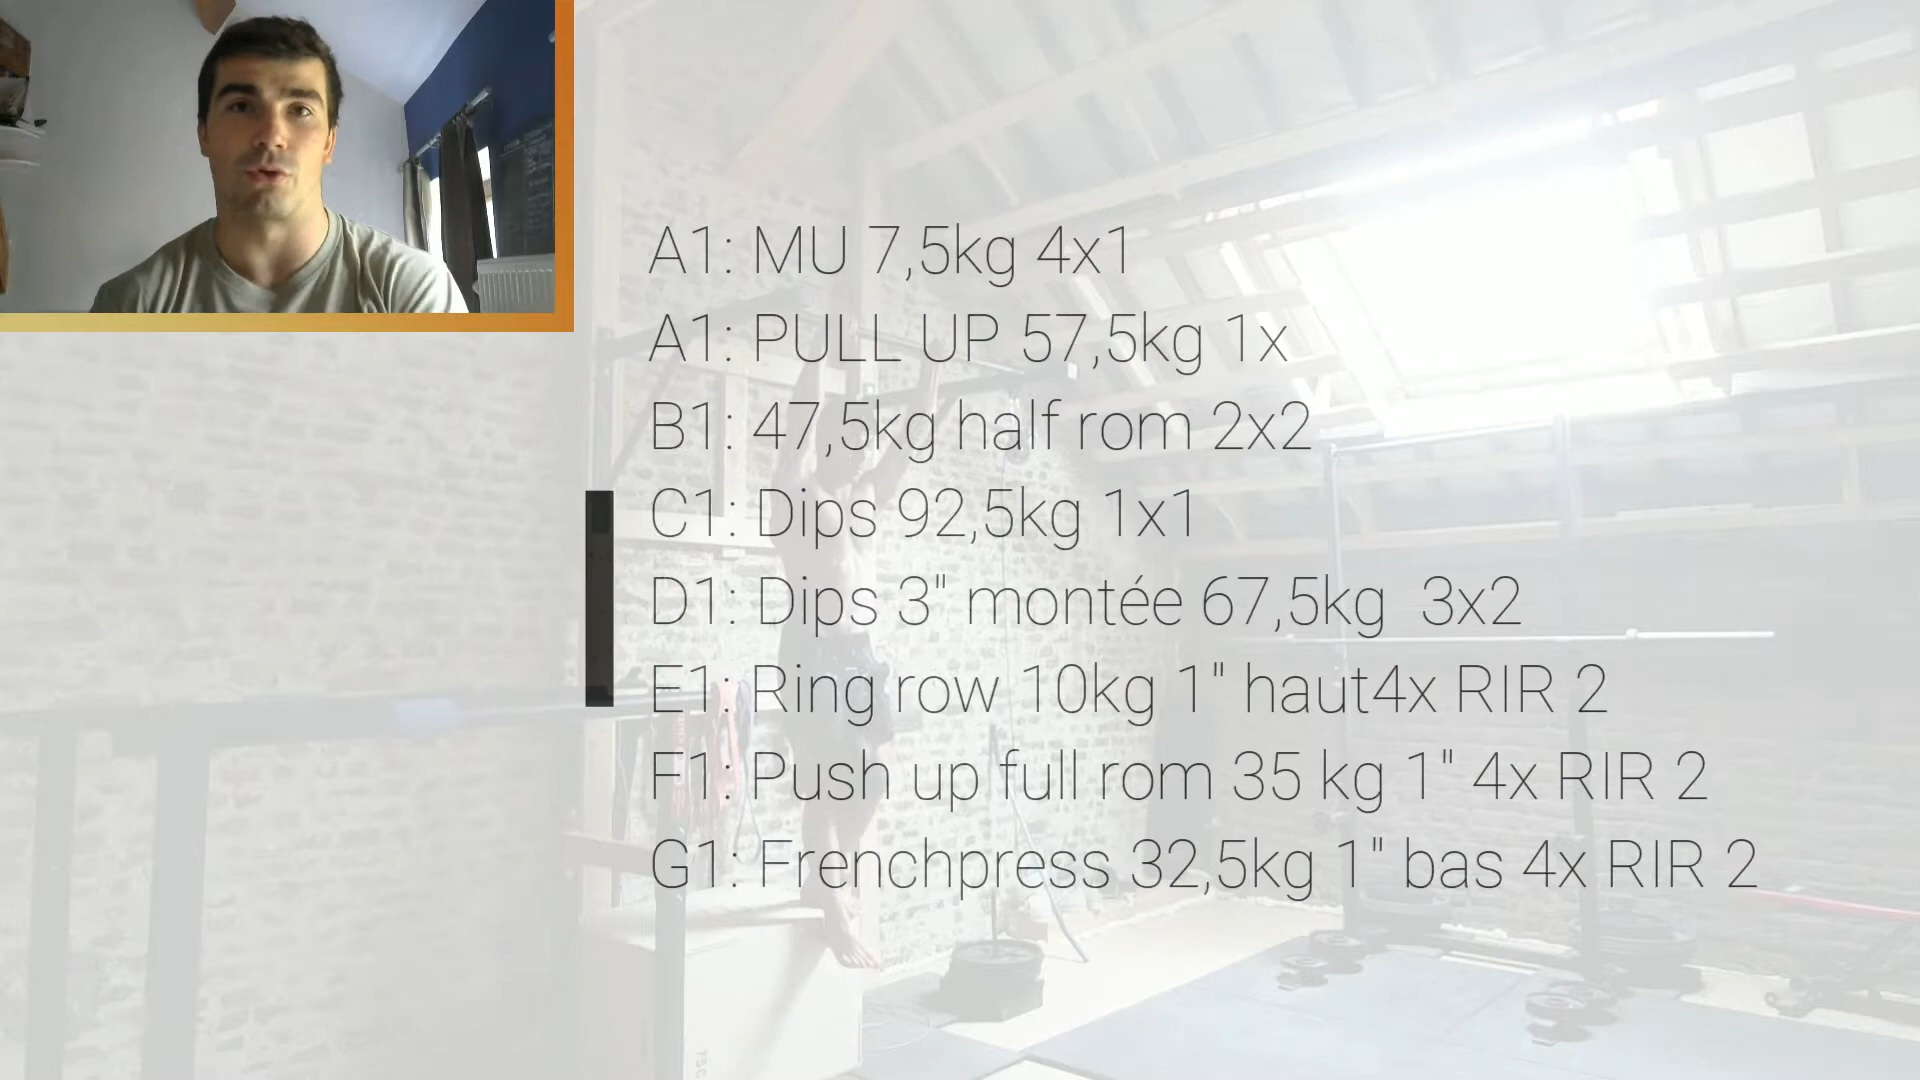 A1: MU 7,5kg 4x1
A1: PULL UP 57,5kg 1x
B1: 47,5kg half rom 2x2
C1: Dips 92,5kg 1x1
D1: Dips 3" montée 67,5kg 3x2
E1: Ring row 10kg 1" haut4x RIR 2
F1: Push up full rom 35 kg 1" 4x RIR 2
G1: Frenchpress 32,5kg 1" bas 4x RIR 2